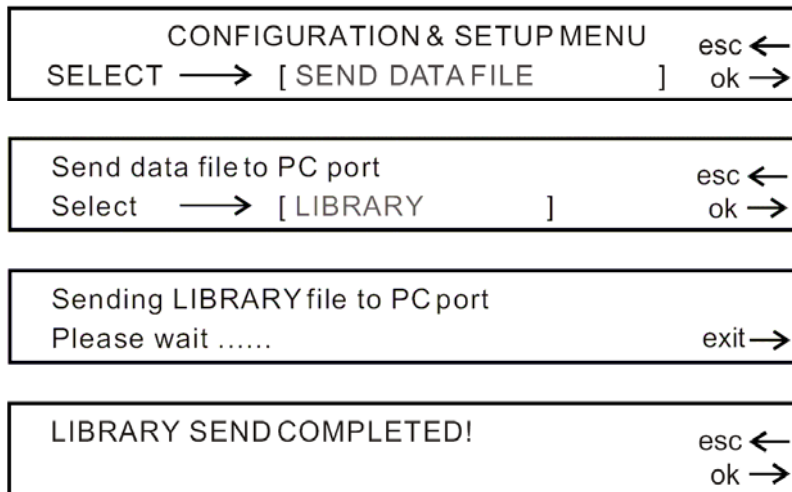 CONFIGURATION & SETUP MENU esc ←
SELECT → [ SEND DATA FILE ] ok →
Send data file to PC port esc ←
Select → [ LIBRARY ] ok →
Sending LIBRARY file to PC port
Please wait ...... exit →
LIBRARY SEND COMPLETED! esc ←
ok →